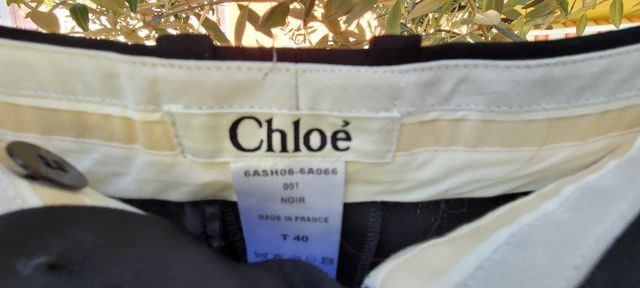 Chloé
6ASH06-6A066
001
NOIR
MADE IN FRANCE
T 40